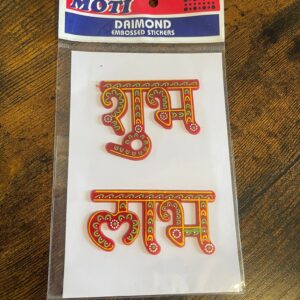 MOTI
DAIMOND
EMBOSSED STICKERS
शुभ
लाभ